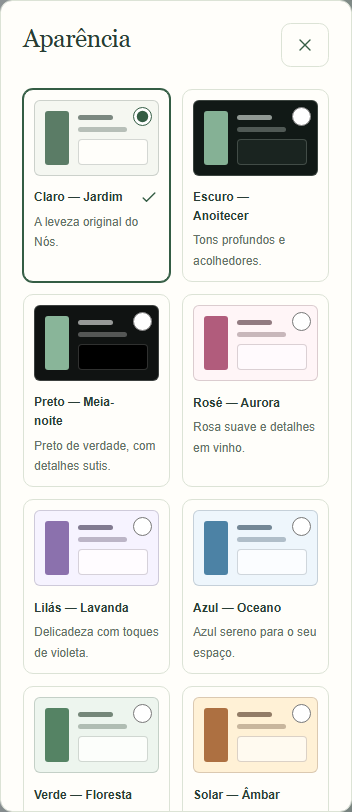 Aparência
Claro — Jardim
A leveza original do
Nós.
Escuro —
Anoitecer
Tons profundos e
acolhedores.
Preto — Meia-
noite
Preto de verdade, com
detalhes sutis.
Rosé — Aurora
Rosa suave e detalhes
em vinho.
Lilás — Lavanda
Delicadeza com toques
de violeta.
Azul — Oceano
Azul sereno para o seu
espaço.
Verde — Floresta
Solar — Âmbar